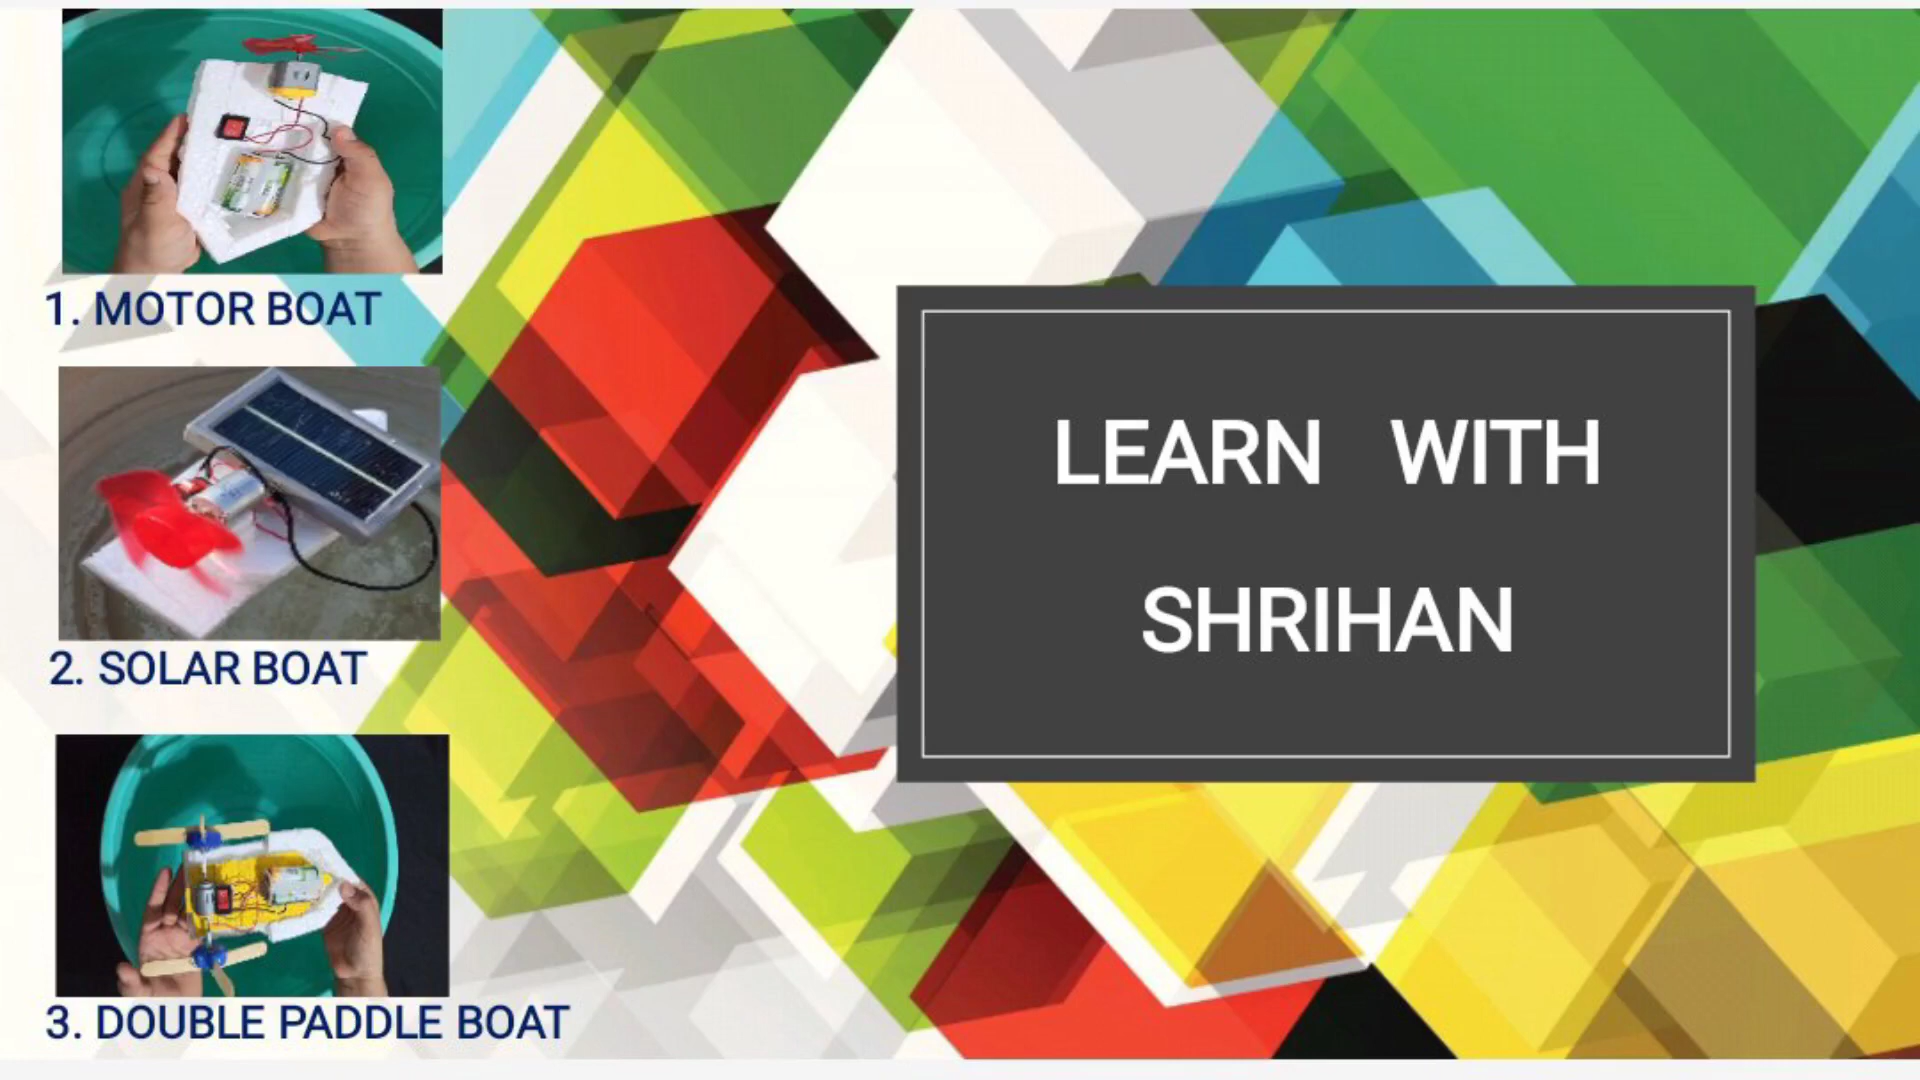 1. MOTOR BOAT
2. SOLAR BOAT
3. DOUBLE PADDLE BOAT
LEARN WITH
SHRIHAN